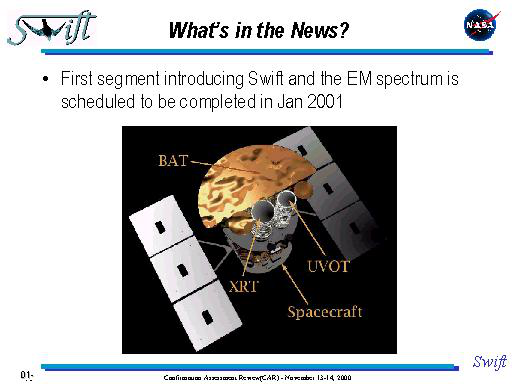 Swift
What's in the News?
NASA
• First segment introducing Swift and the EM spectrum is
scheduled to be completed in Jan 2001
BAT
UVOT
XRT
Spacecraft
Swift
01-
Confirmation Assessment Review(CAR) - November 13-14, 2000